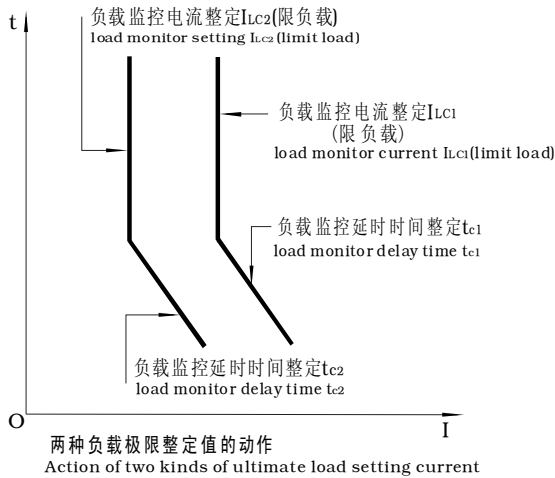 t
负载监控电流整定ILC2(限负载)
load monitor setting ILC2(limit load)
负载监控电流整定ILC1
(限负载)
load monitor current ILC1(limit load)
负载监控延时时间整定tc1
load monitor delay time tc1
负载监控延时时间整定tc2
load monitor delay time tc2
O
I
两种负载极限整定值的动作
Action of two kinds of ultimate load setting current